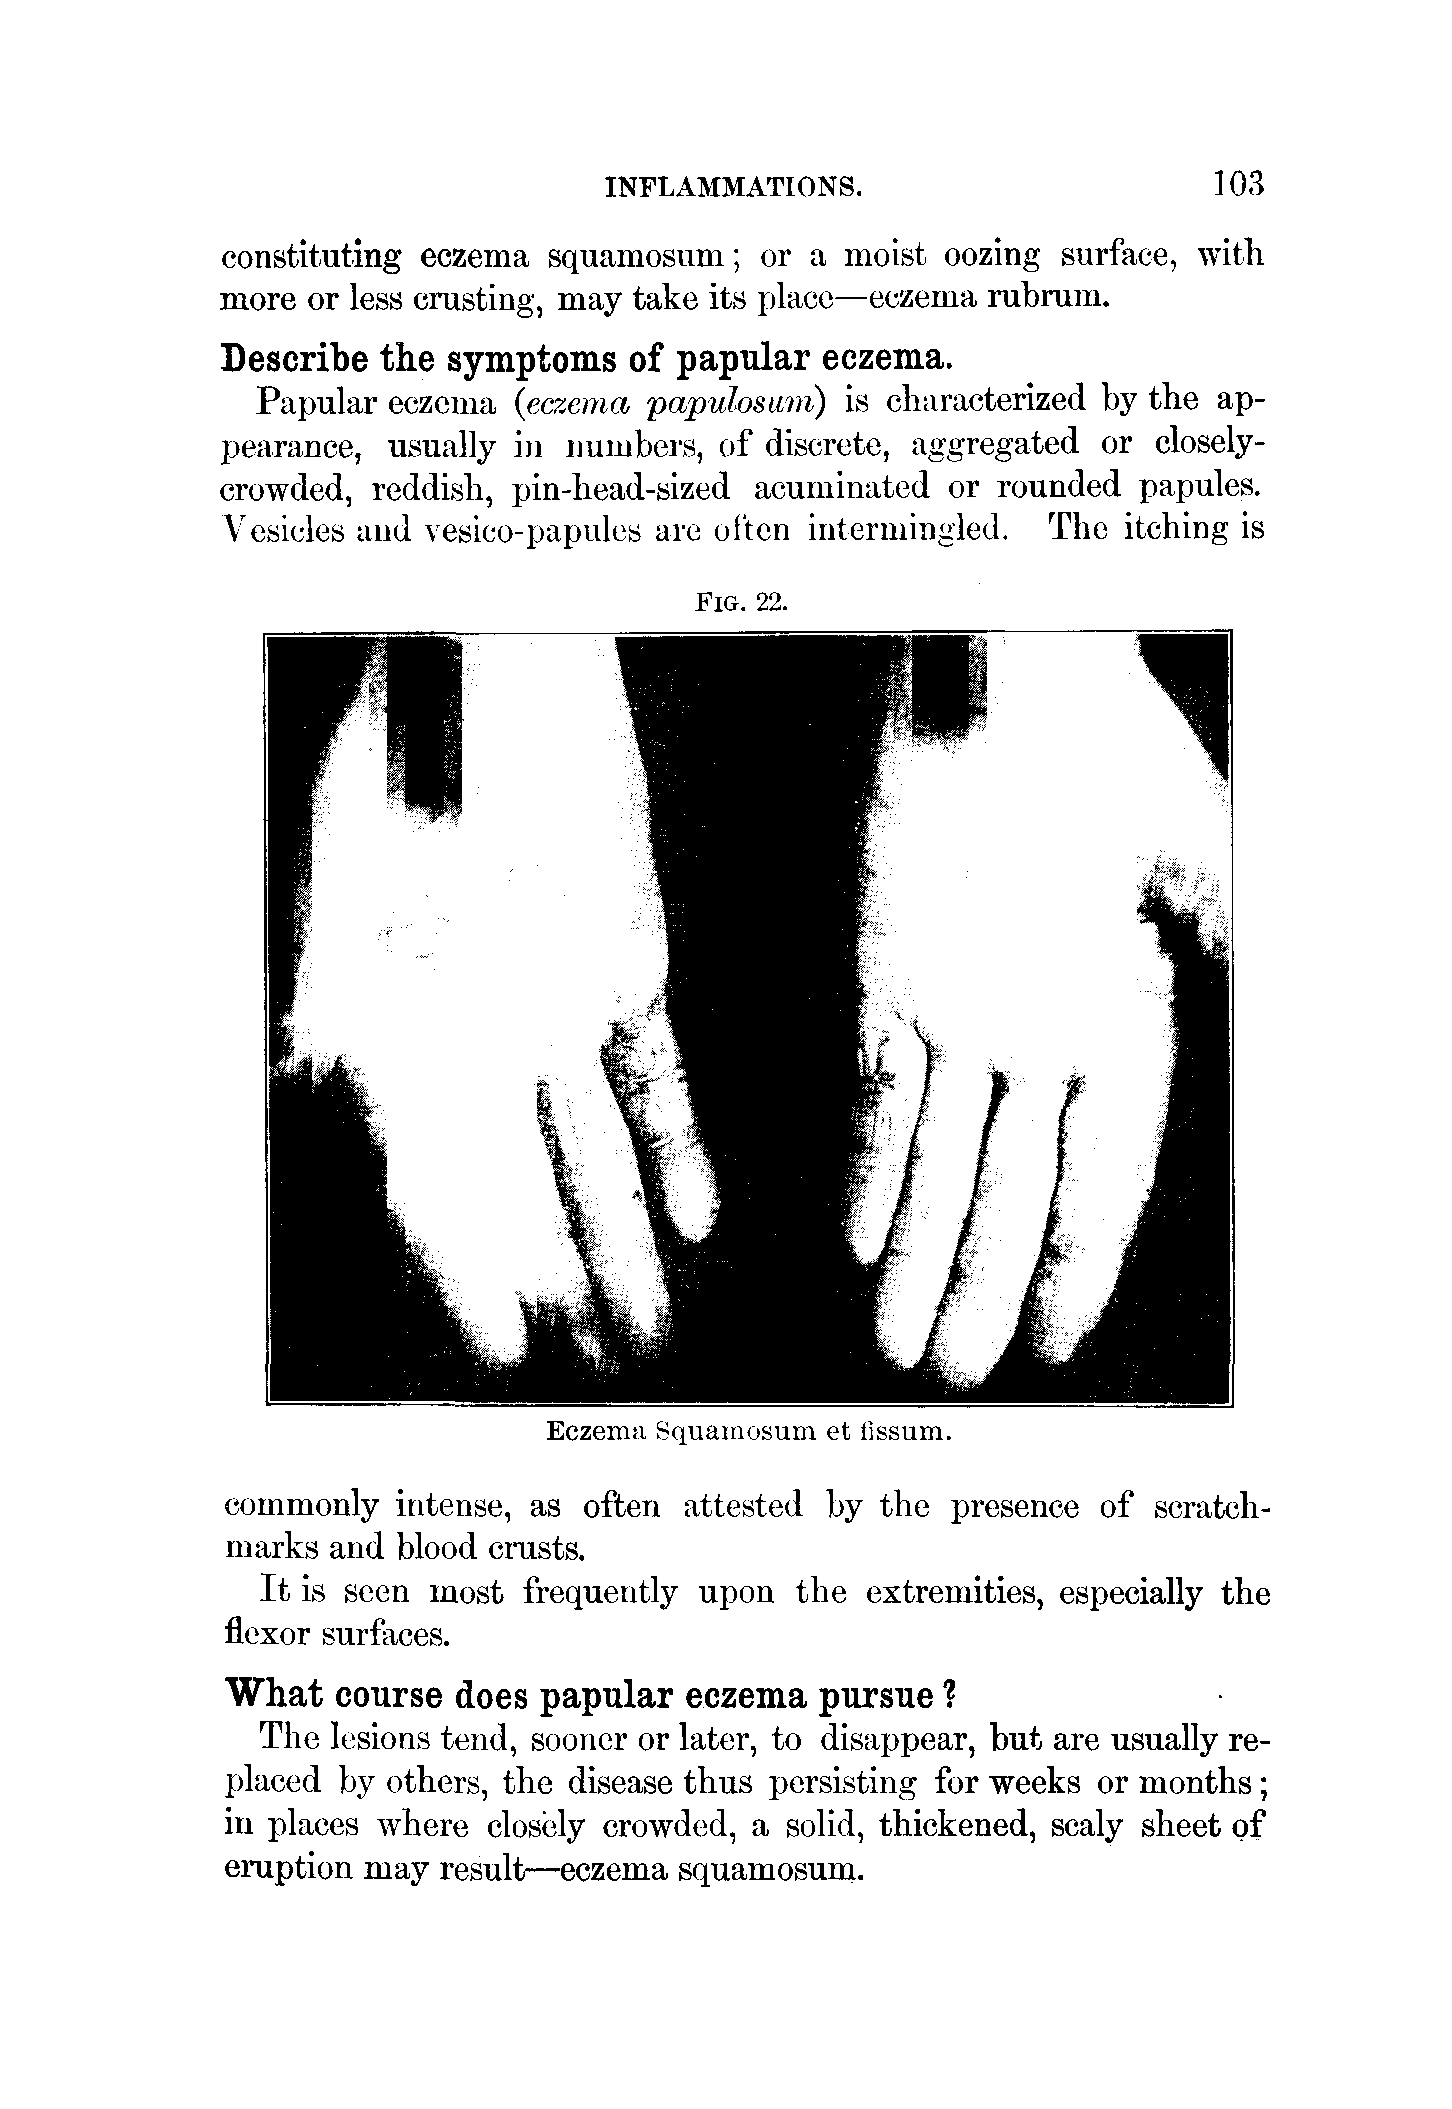 INFLAMMATIONS. 103
constituting eczema squamosum; or a moist oozing surface, with
more or less crusting, may take its place—eczema rubrum.
Describe the symptoms of papular eczema.
Papular eczema (eczema papulosum) is characterized by the ap-
pearance, usually in numbers, of discrete, aggregated or closely-
crowded, reddish, pin-head-sized acuminated or rounded papules.
Vesicles and vesico-papules are often intermingled. The itching is
FIG. 22.
Eczema Squamosum et fissum.
commonly intense, as often attested by the presence of scratch-
marks and blood crusts.
It is seen most frequently upon the extremities, especially the
flexor surfaces.
What course does papular eczema pursue?
The lesions tend, sooner or later, to disappear, but are usually re-
placed by others, the disease thus persisting for weeks or months;
in places where closely crowded, a solid, thickened, scaly sheet of
eruption may result—eczema squamosum.